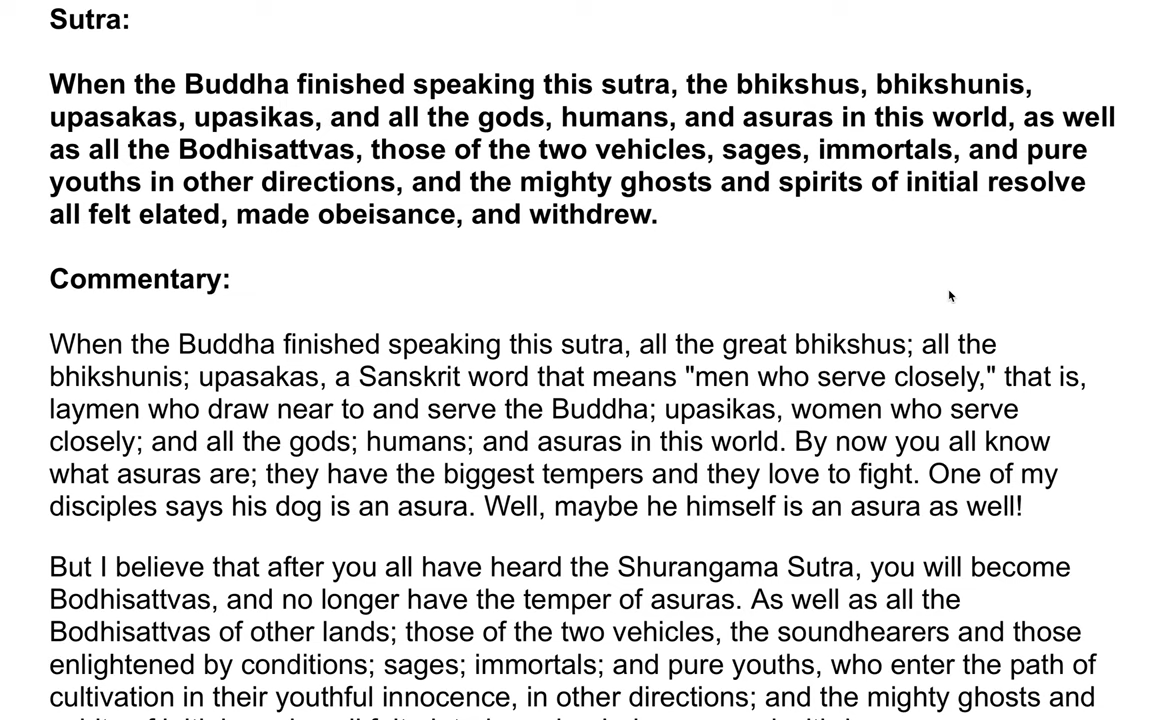 Sutra:
When the Buddha finished speaking this sutra, the bhikshus, bhikshunis,
upasakas, upasikas, and all the gods, humans, and asuras in this world, as well
as all the Bodhisattvas, those of the two vehicles, sages, immortals, and pure
youths in other directions, and the mighty ghosts and spirits of initial resolve
all felt elated, made obeisance, and withdrew.
Commentary:
When the Buddha finished speaking this sutra, all the great bhikshus; all the
bhikshunis; upasakas, a Sanskrit word that means "men who serve closely," that is,
laymen who draw near to and serve the Buddha; upasikas, women who serve
closely; and all the gods; humans; and asuras in this world. By now you all know
what asuras are; they have the biggest tempers and they love to fight. One of my
disciples says his dog is an asura. Well, maybe he himself is an asura as well!
But I believe that after you all have heard the Shurangama Sutra, you will become
Bodhisattvas, and no longer have the temper of asuras. As well as all the
Bodhisattvas of other lands; those of the two vehicles, the soundhearers and those
enlightened by conditions; sages; immortals; and pure youths, who enter the path of
cultivation in their youthful innocence, in other directions; and the mighty ghosts and